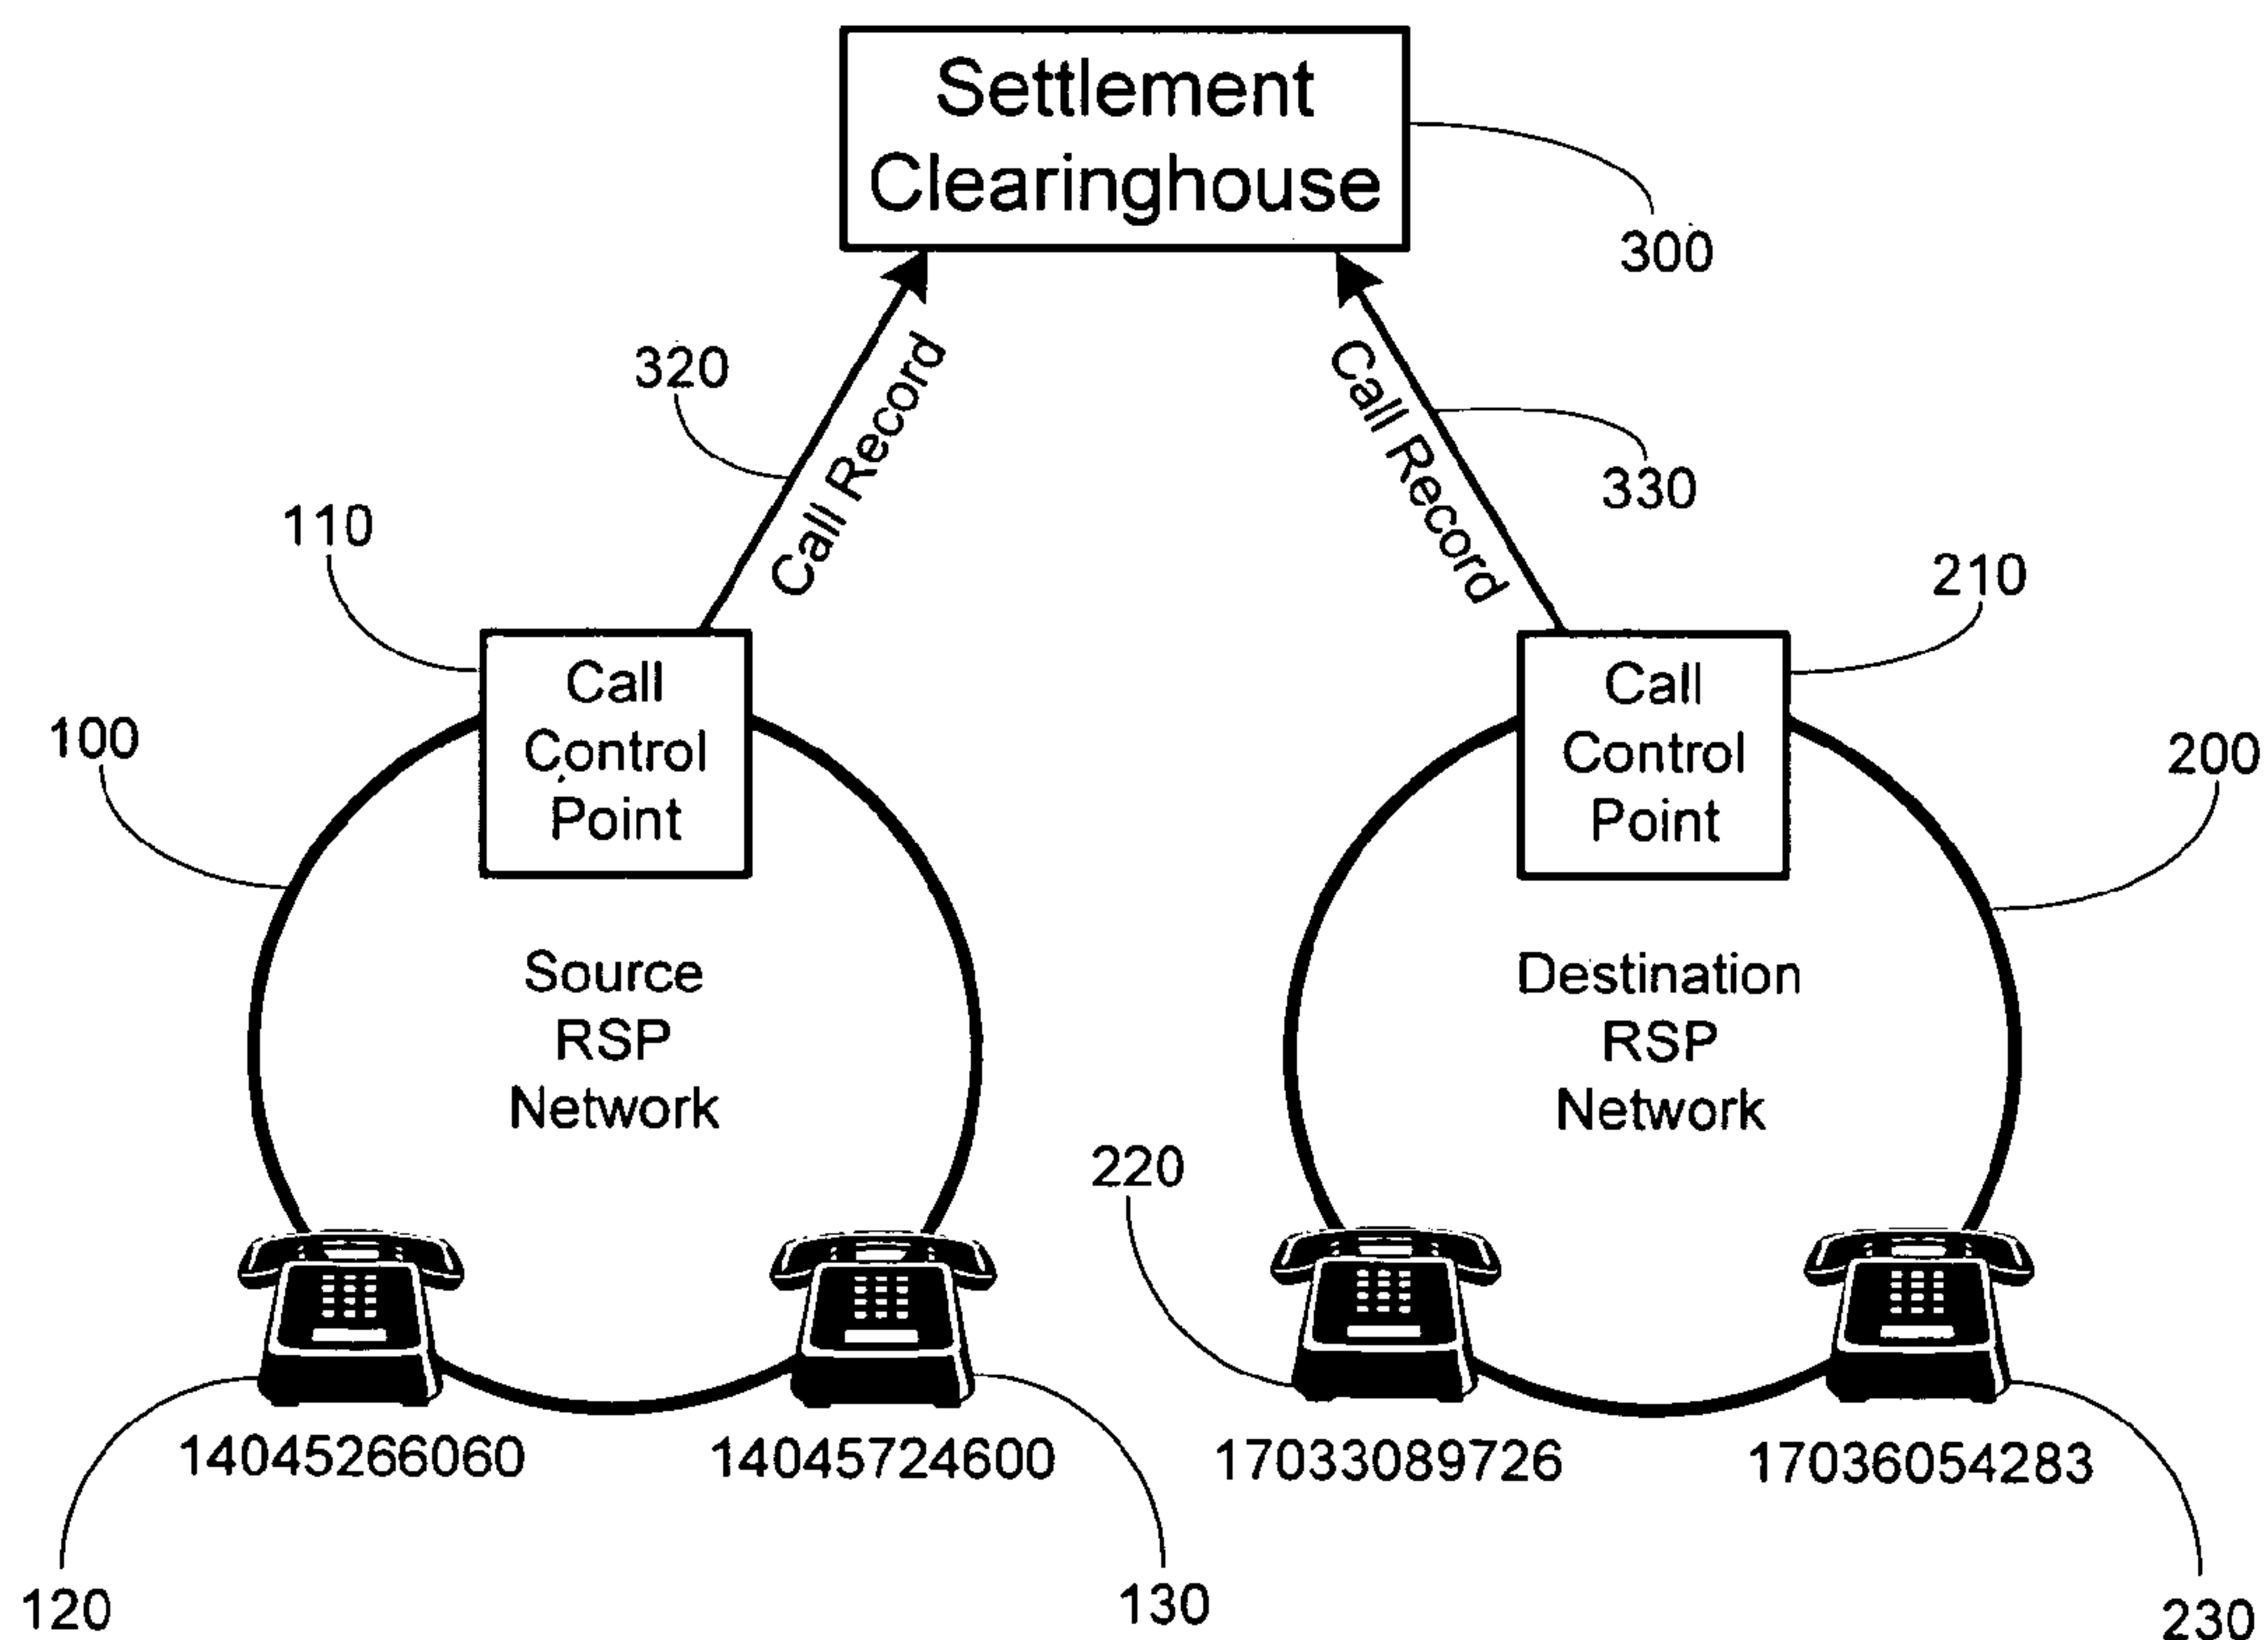 Settlement
Clearinghouse
300
320
Call Record
Call Record
330
110
210
Call
Control
Point
Call
Control
Point
100
200
Source
RSP
Network
Destination
RSP
Network
220
14045266060
14045724600
17033089726
17036054283
120
130
230